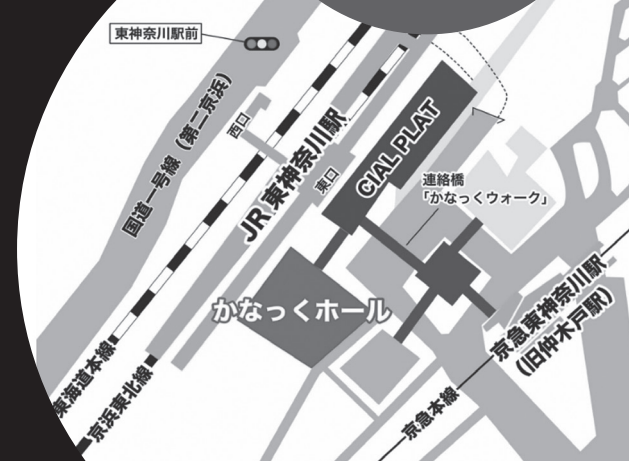 東神奈川駅前
国道一号線(第二京浜)
西口
JR 東神奈川駅
東口
CIAL PLAT
連絡橋
「かなっくウォーク」
かなっくホール
京急東神奈川駅
(旧仲木戸駅)
東海道本線
京浜東北線
京急本線